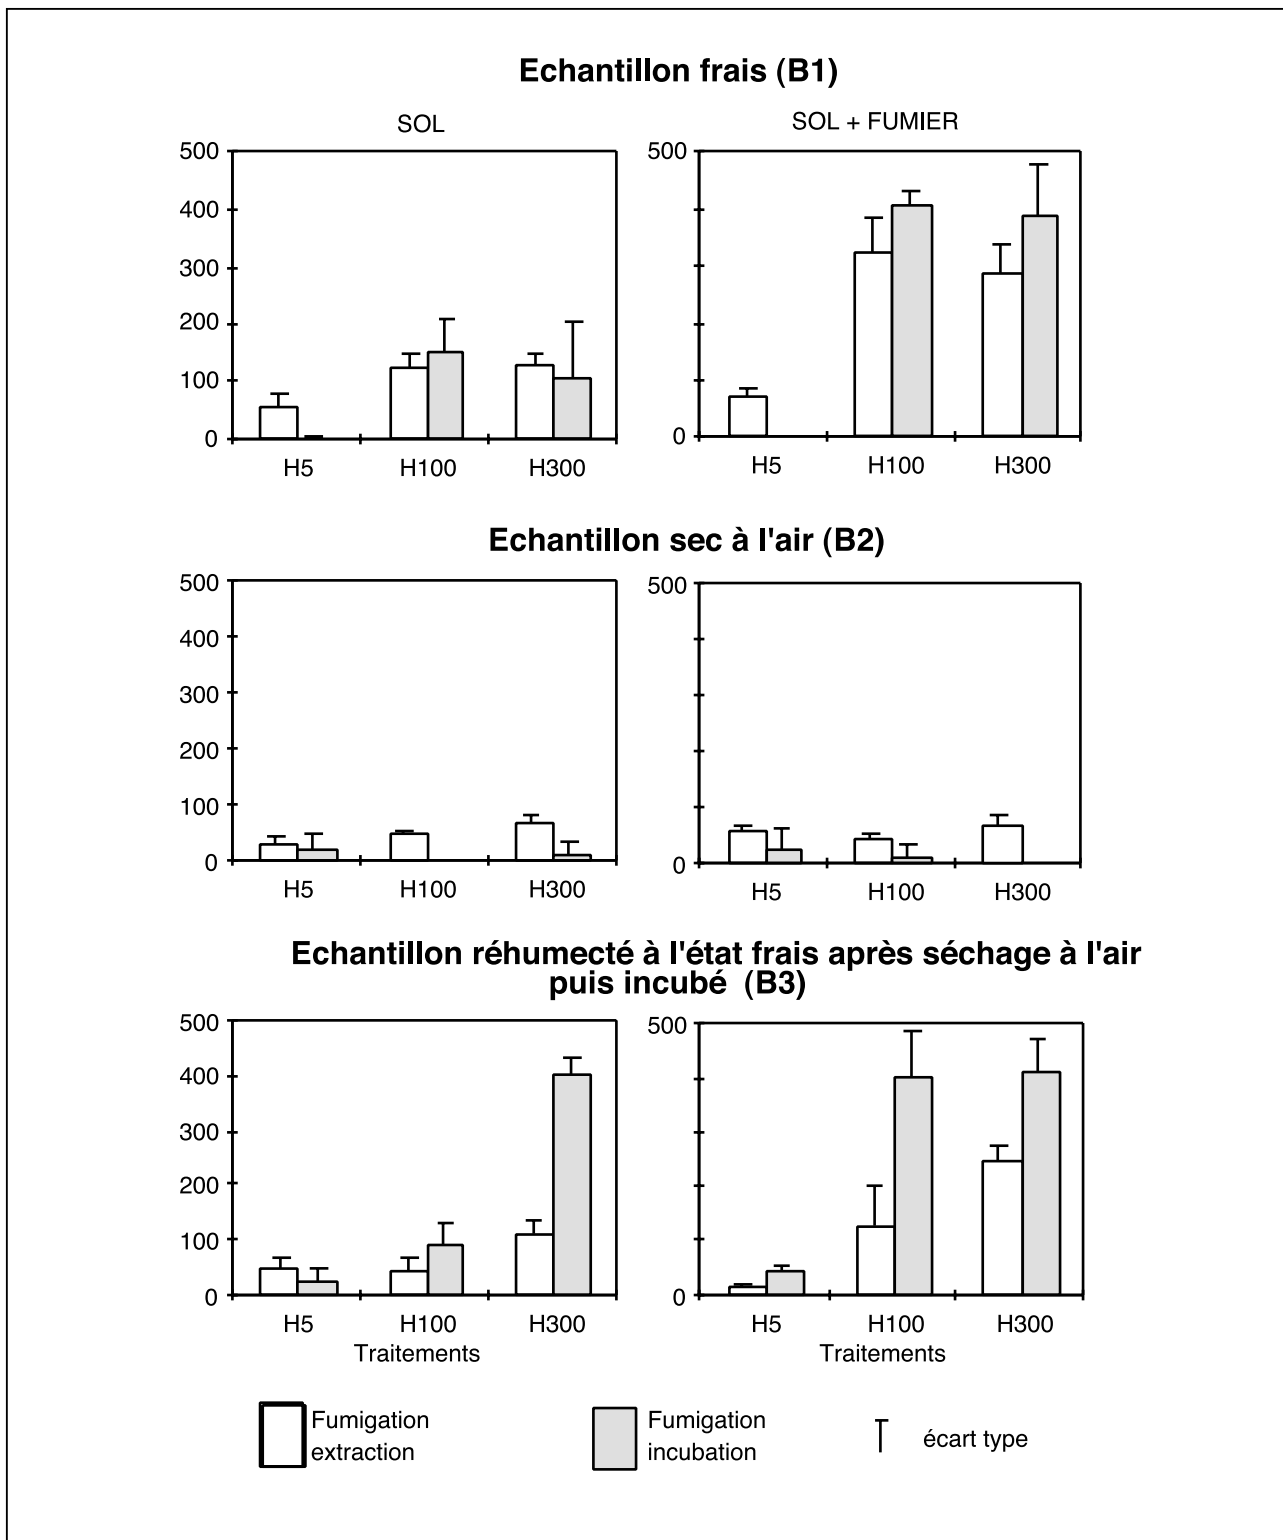 Echantillon frais (B1)
SOL
SOL + FUMIER
500
400
300
200
100
0
H5 H100 H300
500
0
H5 H100 H300
Echantillon sec à l'air (B2)
500
400
300
200
100
0
H5 H100 H300
500
0
H5 H100 H300
Echantillon réhumecté à l'état frais après séchage à l'air
puis incubé (B3)
500
400
300
200
100
0
H5 H100 H300
Traitements
500
0
H5 H100 H300
Traitements
Fumigation
extraction
Fumigation
incubation
écart type